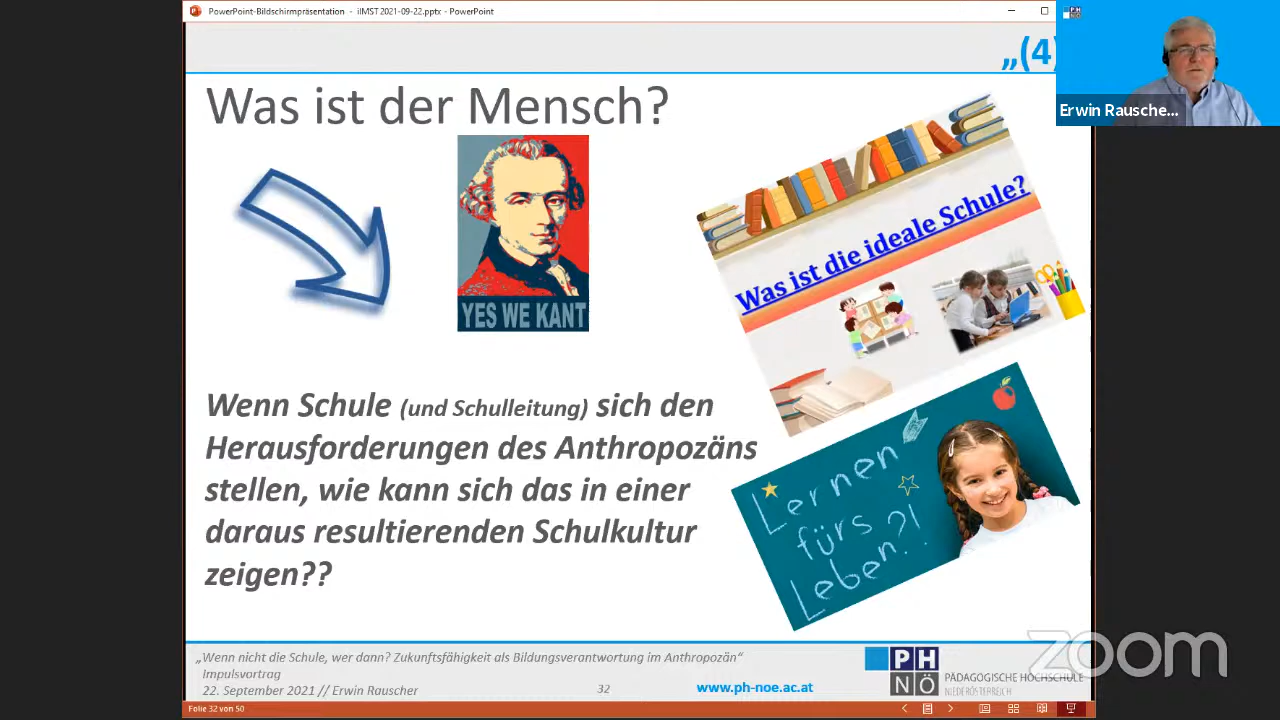 PowerPoint-Bildschirmpräsentation - iIMST2021-09-22.pptx - PowerPoint
„(4)
Was ist der Mensch?
YES WE KANT
Wenn Schule (und Schulleitung) sich den
Herausforderungen des Anthropozäns
stellen, wie kann sich das in einer
daraus resultierenden Schulkultur
zeigen??
Was ist die ideale Schule?
Lernen
fürs
Leben?!
PH
Erwin Rausche...
„Wenn nicht die Schule, wer dann? Zukunftsfähigkeit als Bildungsverantwortung im Anthropozän“
Impulsvortrag
22. September 2021 // Erwin Rauscher
32
www.ph-noe.ac.at
PH
NÖ
PÄDAGOGISCHE HOCHSCHULE
NIEDERÖSTERREICH
zoom
Folie 32 von 50